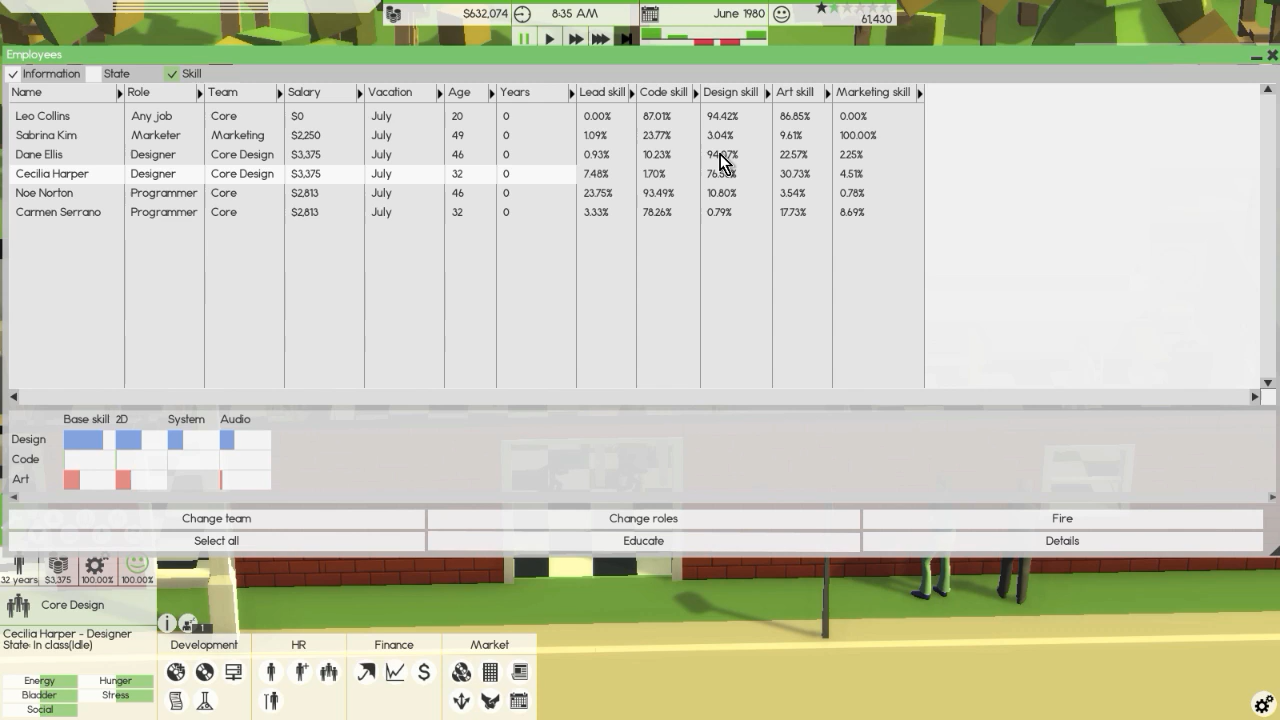 $632,074 8:35 AM June 1980 61,430
Employees
Information State Skill
Name Role Team Salary Vacation Age Years Lead skill Code skill Design skill Art skill Marketing skill
Leo Collins Any job Core $0 July 20 0 0.00% 87.01% 94.42% 86.85% 0.00%
Sabrina Kim Marketer Marketing $2,250 July 49 0 1.09% 23.77% 3.04% 9.61% 100.00%
Dane Ellis Designer Core Design $3,375 July 46 0 0.93% 10.23% 22.57% 2.25%
Cecilia Harper Designer Core Design $3,375 July 32 0 7.48% 1.70% 30.73% 4.51%
Noe Norton Programmer Core $2,813 July 46 0 23.75% 93.49% 10.80% 3.54% 0.78%
Carmen Serrano Programmer Core $2,813 July 32 0 3.33% 78.26% 0.79% 17.73% 8.69%
Base skill 2D System Audio
Design
Code
Art
Change team Change roles Fire
Select all Educate Details
32 years $3,375 100.00% 100.00%
Core Design
1
Cecilia Harper - Designer
State: In class(Idle)
Energy Hunger
Bladder Stress
Social
Development HR Finance Market